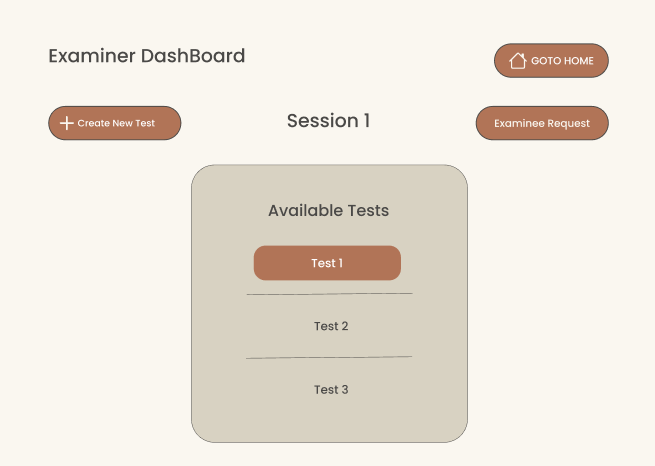 Examiner DashBoard
GOTO HOME
Create New Test
Session 1
Examinee Request
Available Tests
Test 1
Test 2
Test 3